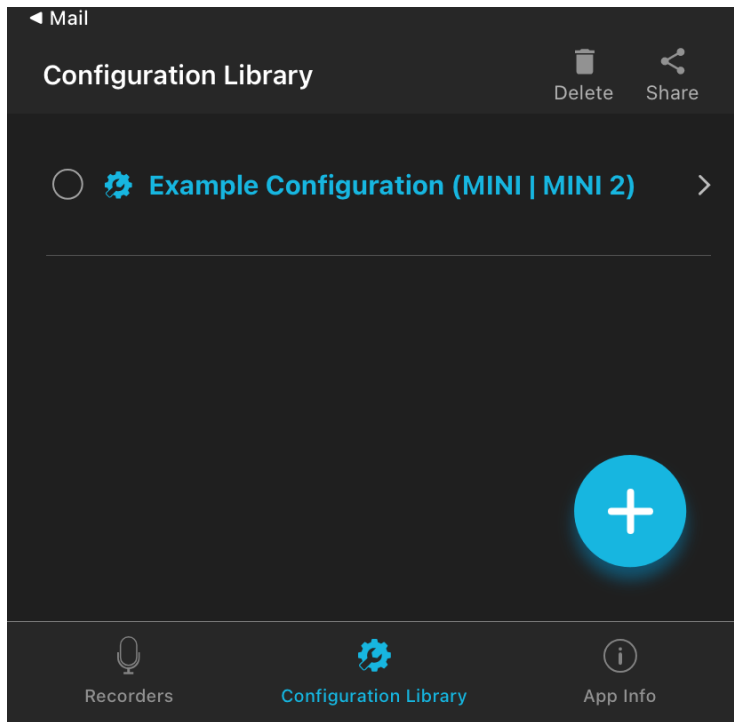 ◀ Mail
Configuration Library
Delete Share
Example Configuration (MINI | MINI 2)
Recorders Configuration Library App Info